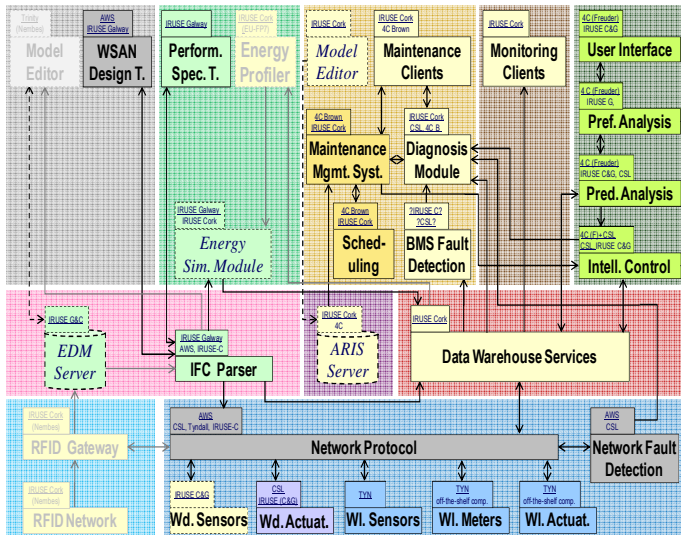 Trinity
(Nembes)
Model
Editor
AWS
IRUSE Galway
WSAN
Design T.
IRUSE Galway
Perform.
Spec. T.
IRUSE Cork
(EU-FP7)
Energy
Profiler
IRUSE Cork
Model
Editor
IRUSE Cork
4C Brown
Maintenance
Clients
IRUSE Cork
Monitoring
Clients
4C (Freuder)
IRUSE C&G
User Interface
4C (Freuder)
IRUSE G,
Pref. Analysis
4C Brown
IRUSE Cork
Maintenance
Mgmt. Syst.
IRUSE Cork
CSL, 4C B.
Diagnosis
Module
4C (Freuder)
IRUSE C&G, CSL
Pred. Analysis
IRUSE Galway
IRUSE Cork
Energy
Sim. Module
4C Brown
IRUSE Cork
Sched-
uling
?IRUSE C?
?CSL?
BMS Fault
Detection
4C (F)+CSL
CSL, IRUSE C&G
Intell. Control
IRUSE G&C
EDM
Server
IRUSE Galway
AWS, IRUSE-C
IFC Parser
IRUSE Cork
4C
ARIS
Server
IRUSE Cork
Data Warehouse Services
IRUSE Cork
(Nembes)
RFID Gateway
AWS
CSL, Tyndall, IRUSE-C
Network Protocol
AWS
CSL
Network Fault
Detection
IRUSE Cork
(Nembes)
RFID Network
IRUSE C&G
Wd. Sensors
CSL
IRUSE (C&G)
Wd. Actuat.
TYN
Wl. Sensors
TYN
off-the-shelf comp.
Wl. Meters
TYN
off-the-shelf comp.
Wl. Actuat.